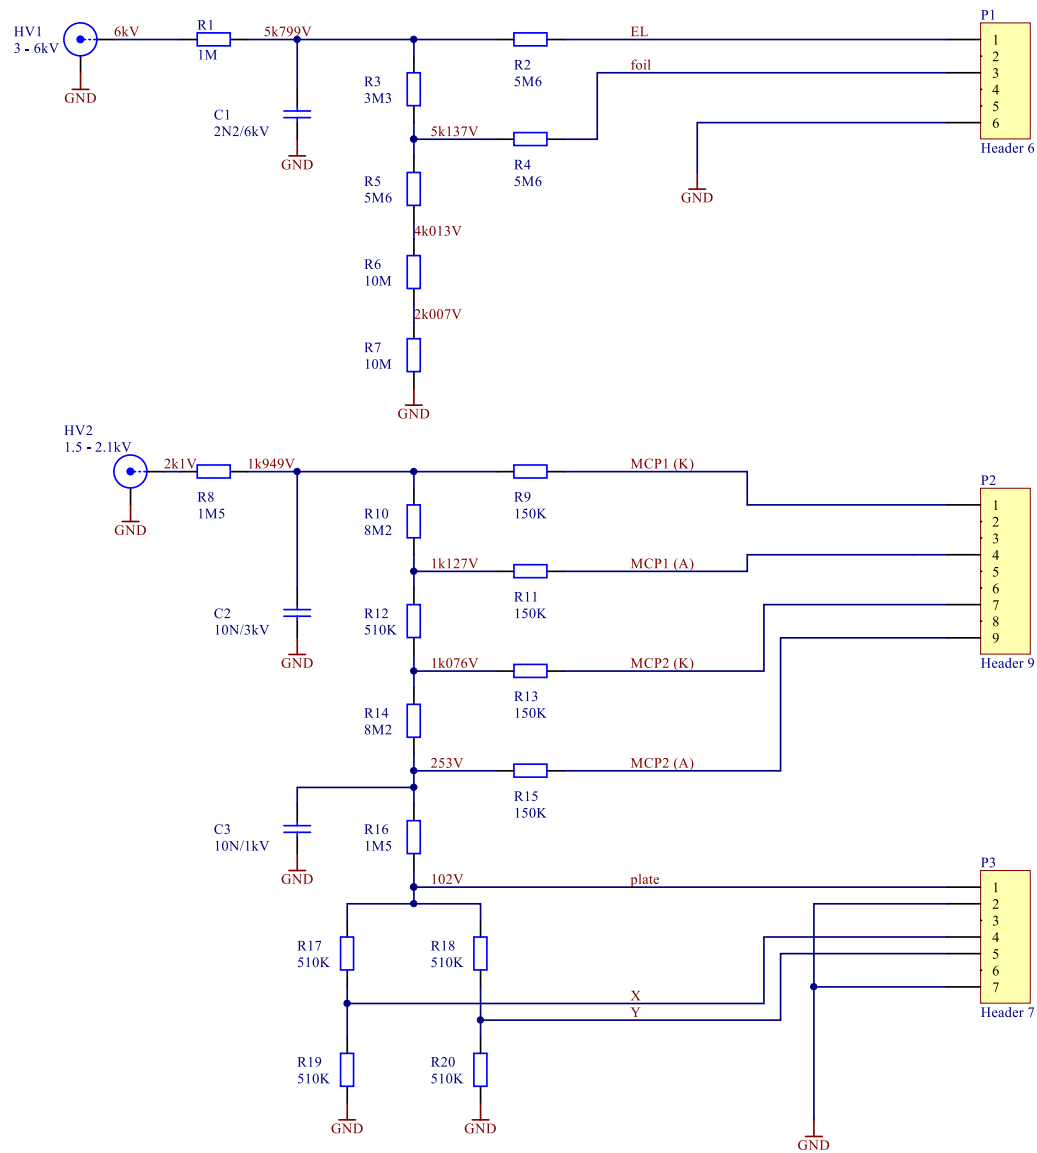 HV1
3 - 6kV
6kV
R1
1M
5k799V
GND
C1
2N2/6kV
GND
R3
3M3
R2
5M6
EL
foil
5k137V
R4
5M6
R5
5M6
4k013V
R6
10M
2k007V
R7
10M
GND
GND
P1
1
2
3
4
5
6
Header 6
HV2
1.5 - 2.1kV
2k1V
R8
1M5
1k949V
GND
C2
10N/3kV
GND
R10
8M2
R9
150K
MCP1 (K)
1k127V
R11
150K
MCP1 (A)
R12
510K
1k076V
R13
150K
MCP2 (K)
R14
8M2
253V
R15
150K
MCP2 (A)
P2
1
2
3
4
5
6
7
8
9
Header 9
C3
10N/1kV
GND
R16
1M5
102V
plate
R17
510K
R18
510K
X
Y
R19
510K
R20
510K
GND
GND
P3
1
2
3
4
5
6
7
Header 7
GND